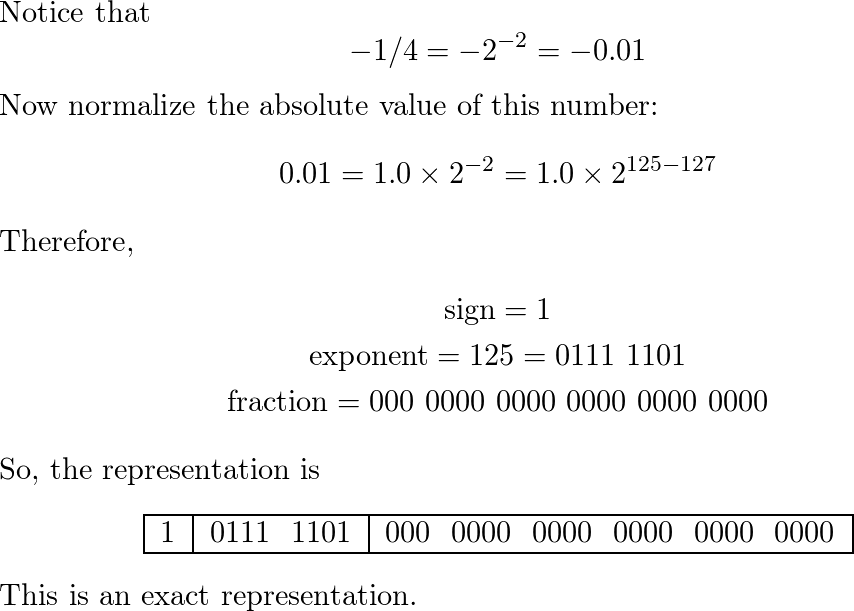 Notice that
−1/4 = −2⁻² = −0.01
Now normalize the absolute value of this number:
0.01 = 1.0 × 2⁻² = 1.0 × 2¹²⁵⁻¹²⁷
Therefore,
sign = 1
exponent = 125 = 0111 1101
fraction = 000 0000 0000 0000 0000 0000
So, the representation is
1 0111 1101 000 0000 0000 0000 0000 0000
This is an exact representation.